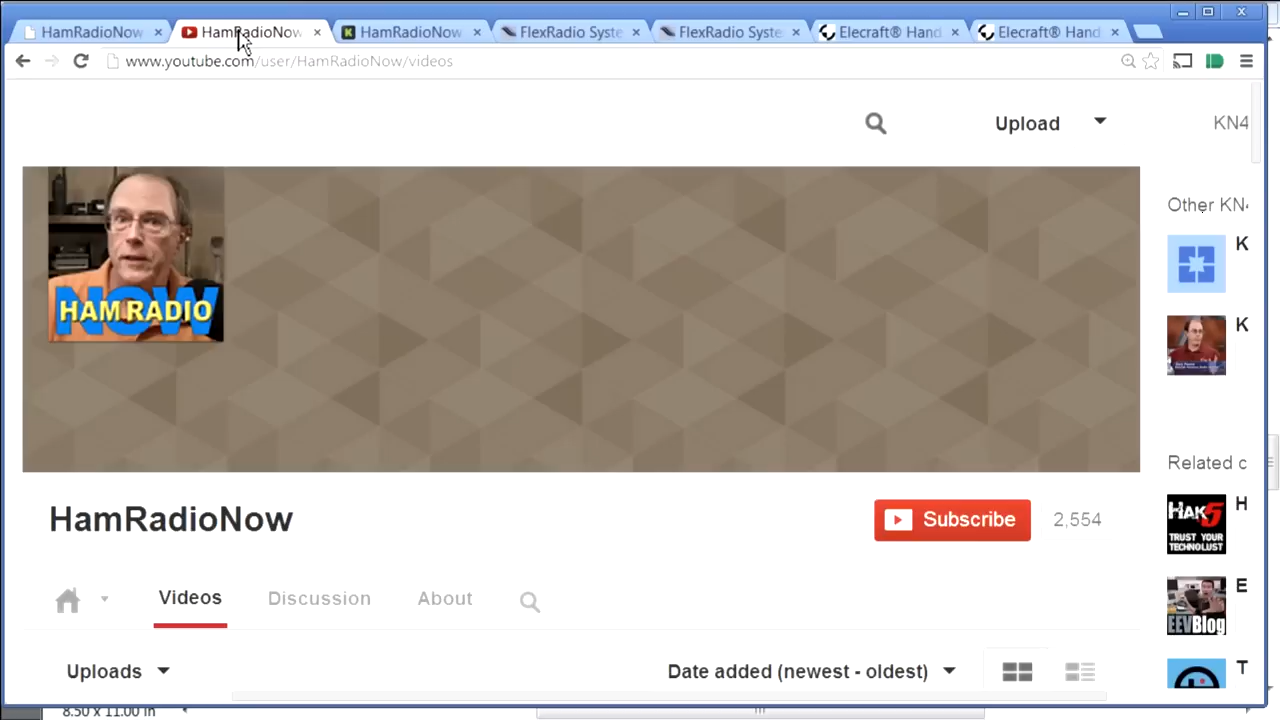 HamRadioNow
HamRadioNow
HamRadioNow
FlexRadio Syste
FlexRadio Syste
Elecraft® Hand
Elecraft® Hand
www.youtube.com/user/HamRadioNow/videos
Upload
KN4
HAM RADIO
NOW
Other KN4
K
K
HamRadioNow
Subscribe
2,554
Related c
HAK5
TRUST YOUR
TECHNOLUST
H
Videos
Discussion
About
EEVBlog
E
Uploads
Date added (newest - oldest)
T
8.50 x 11.00 in